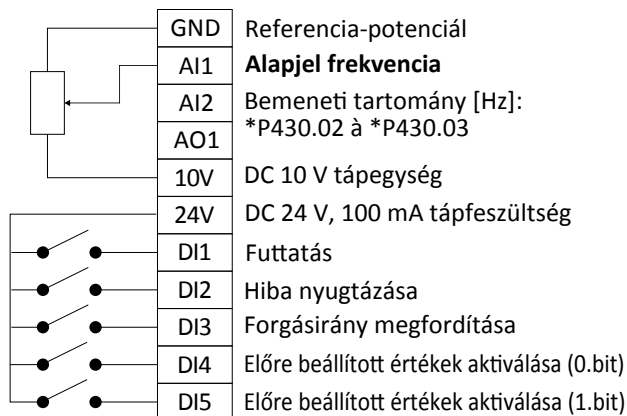 GND Referencia-potenciál
AI1 Alapjel frekvencia
AI2 Bemeneti tartomány [Hz]:
*P430.02 à *P430.03
AO1
10V DC 10 V tápegység
24V DC 24 V, 100 mA tápfeszültség
DI1 Futtatás
DI2 Hiba nyugtázása
DI3 Forgásirány megfordítása
DI4 Előre beállított értékek aktiválása (0.bit)
DI5 Előre beállított értékek aktiválása (1.bit)